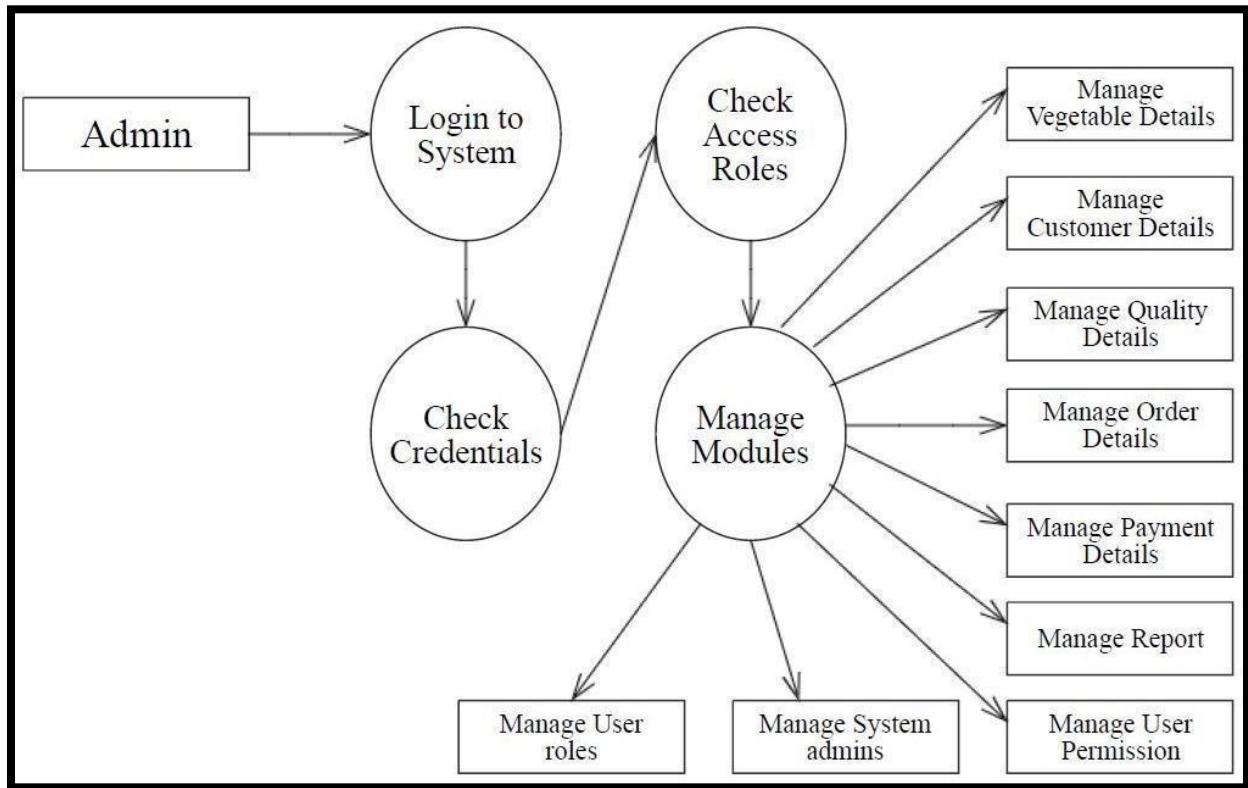 Admin
Login to
System
Check
Access
Roles
Check
Credentials
Manage
Modules
Manage
Vegetable Details
Manage
Customer Details
Manage Quality
Details
Manage Order
Details
Manage Payment
Details
Manage Report
Manage User
roles
Manage System
admins
Manage User
Permission